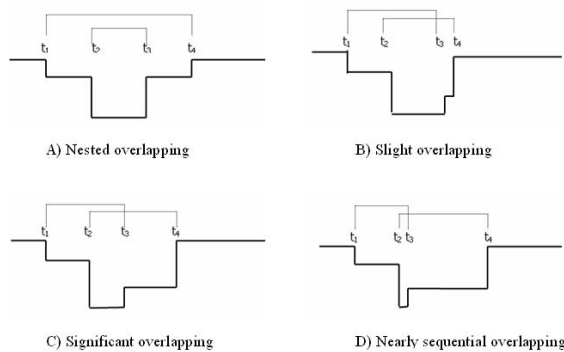 t1 t2 t3 t4
A) Nested overlapping
t1 t2 t3 t4
B) Slight overlapping
t1 t2 t3 t4
C) Significant overlapping
t1 t2 t3 t4
D) Nearly sequential overlapping